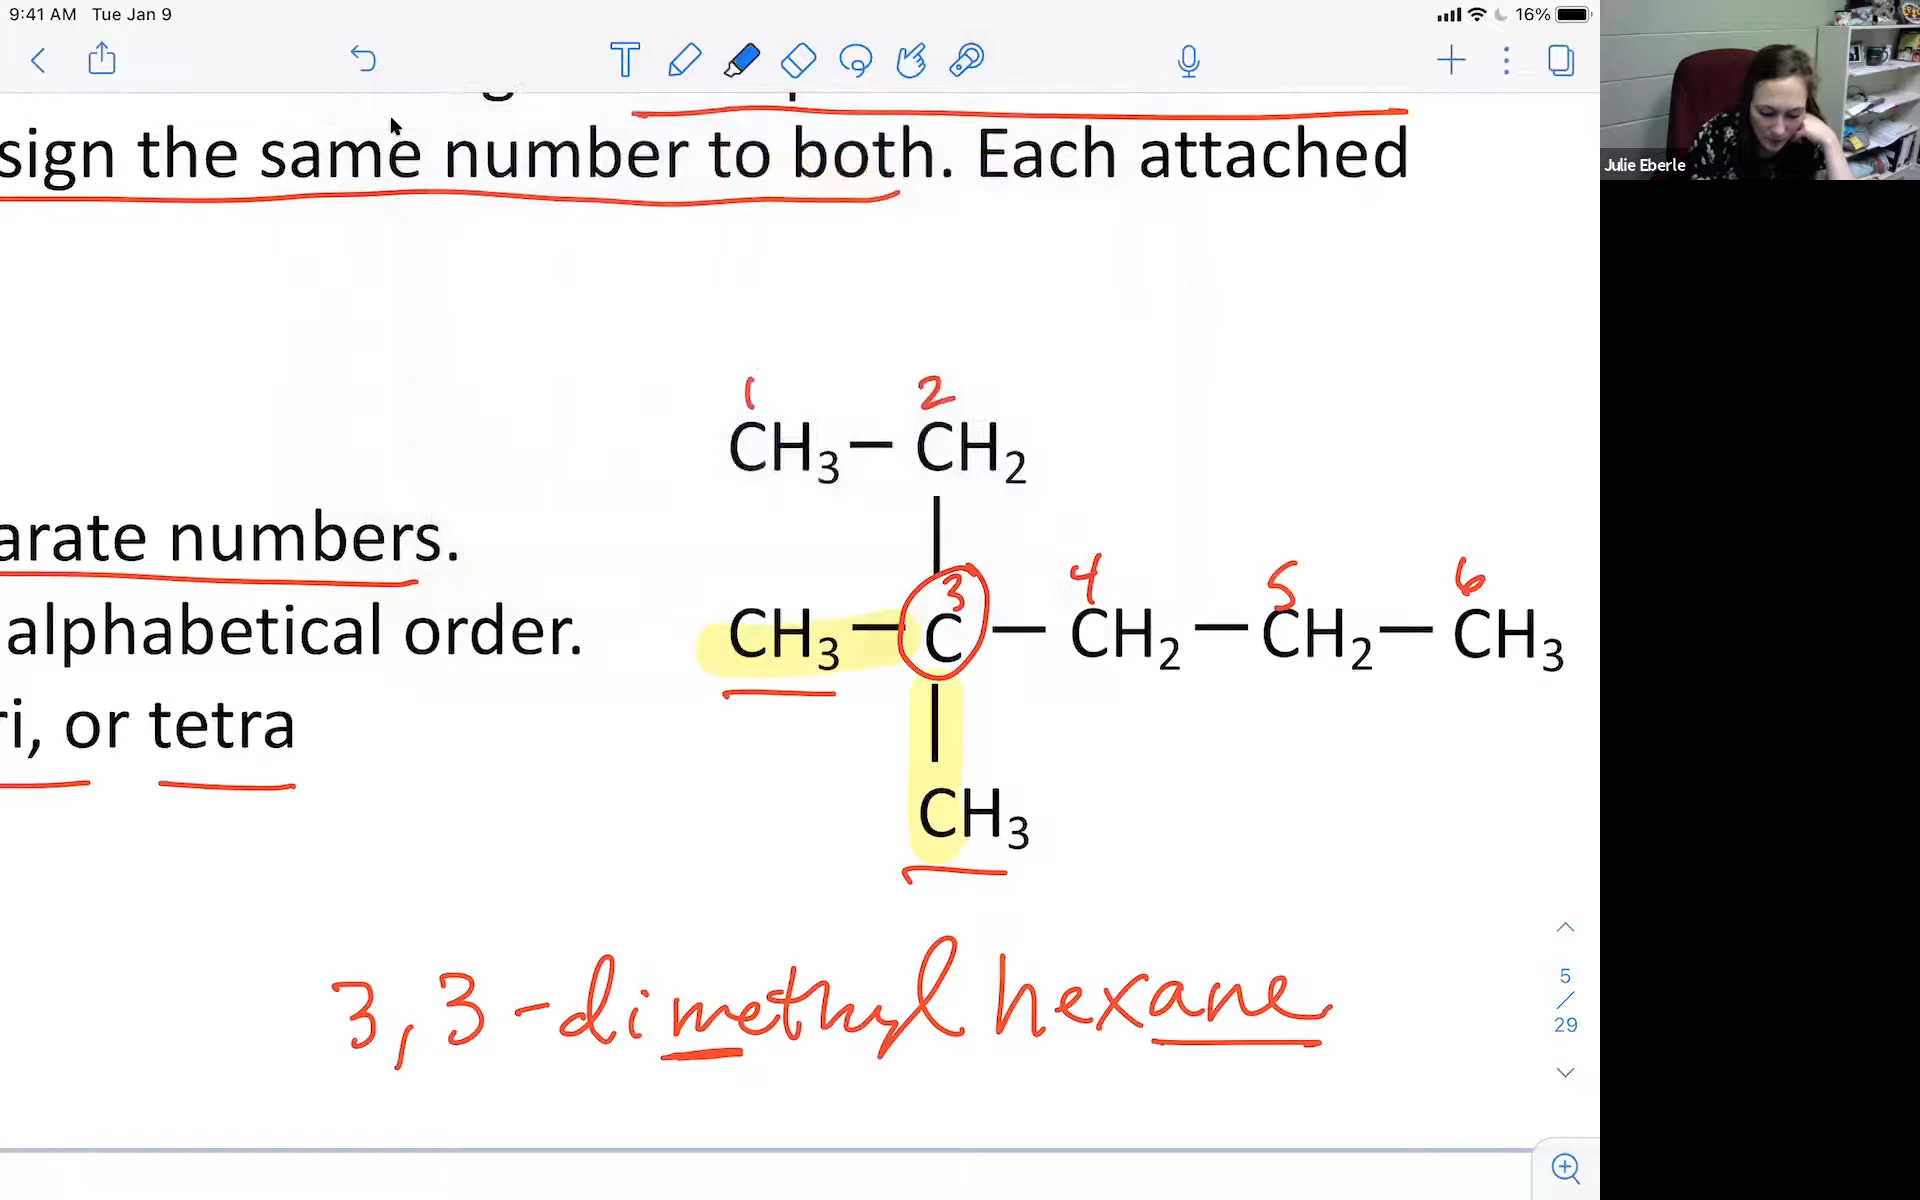 9:41 AM Tue Jan 9
16%
Julie Eberle
sign the same number to both. Each attached
1 2
CH₃ – CH₂
arate numbers.
3 4 5 6
CH₃ – C – CH₂ – CH₂ – CH₃
alphabetical order.
ri, or tetra
CH₃
3,3-dimethyl hexane
5
/
29